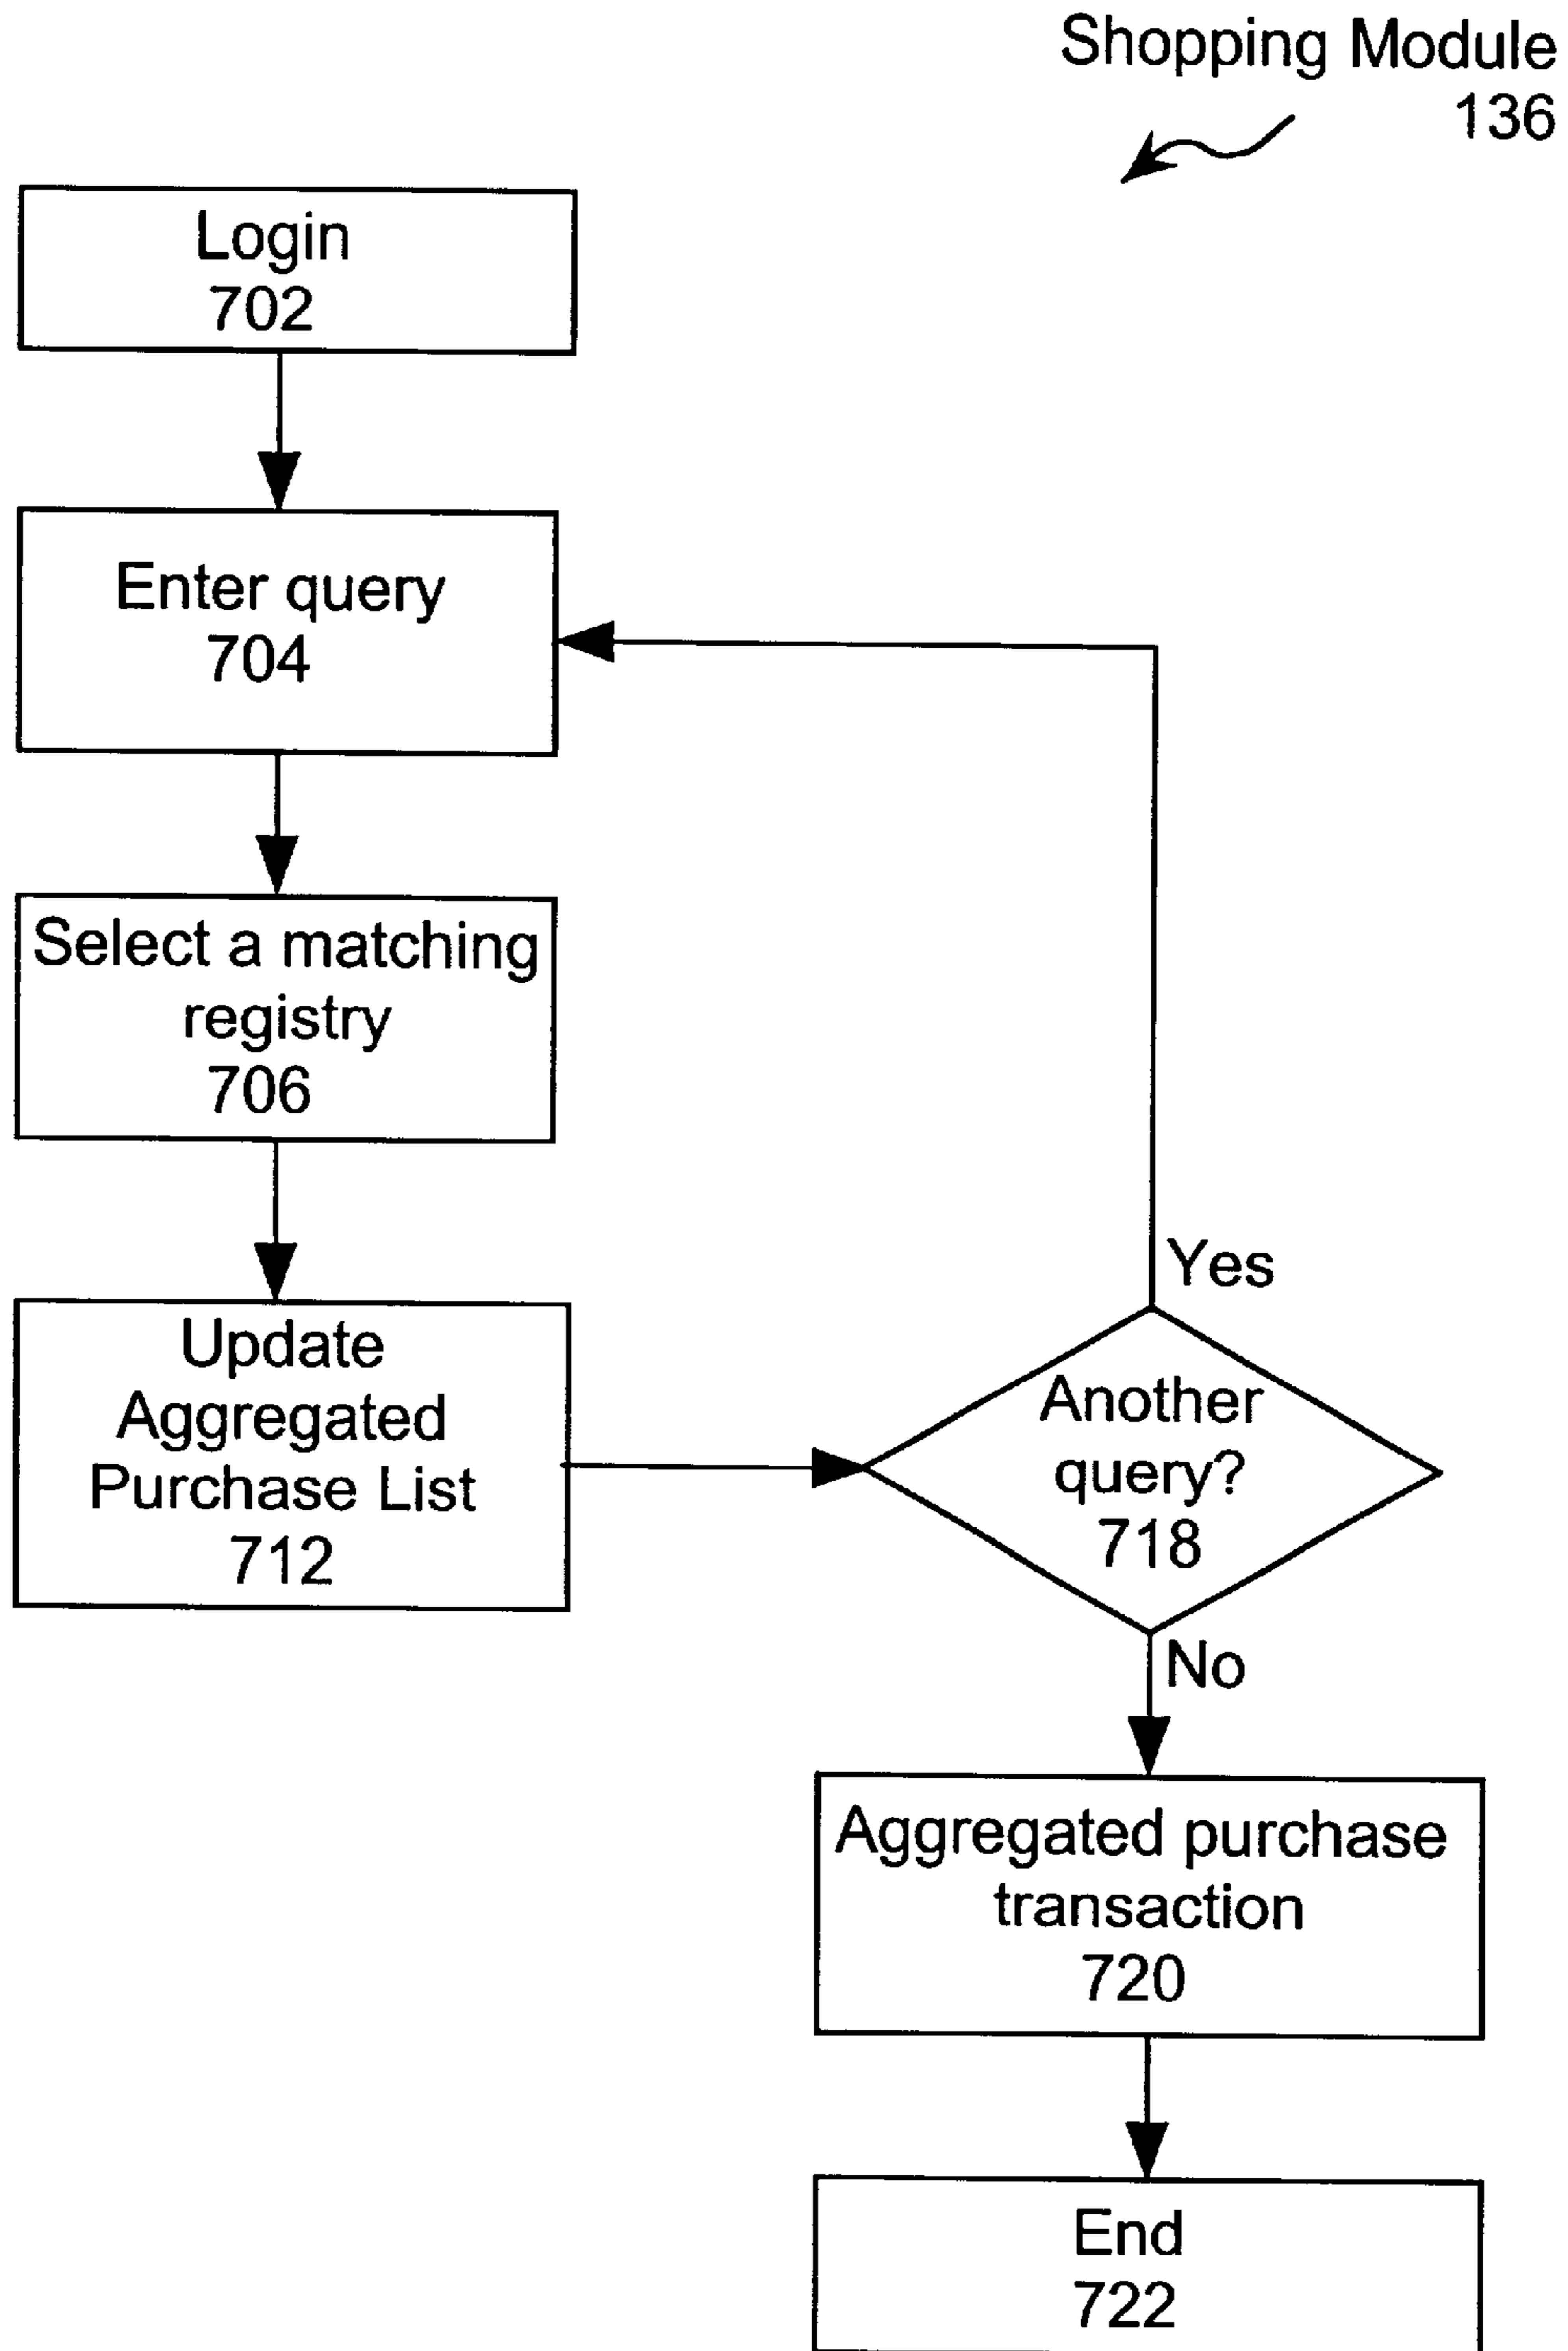 Shopping Module
136
Login
702
Enter query
704
Select a matching
registry
706
Update
Aggregated
Purchase List
712
Yes
Another
query?
718
No
Aggregated purchase
transaction
720
End
722